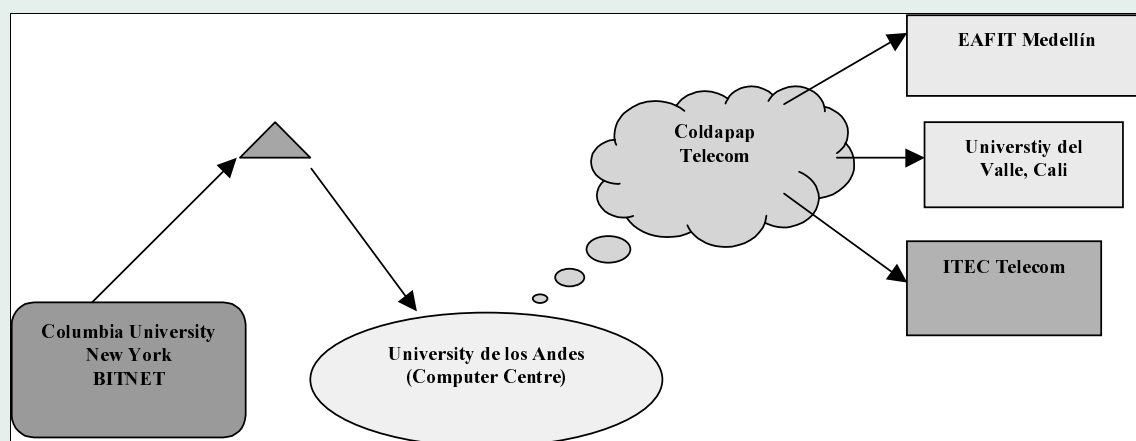 Columbia University
New York
BITNET
University de los Andes
(Computer Centre)
Coldapap
Telecom
EAFIT Medellín
Universtiy del
Valle, Cali
ITEC Telecom